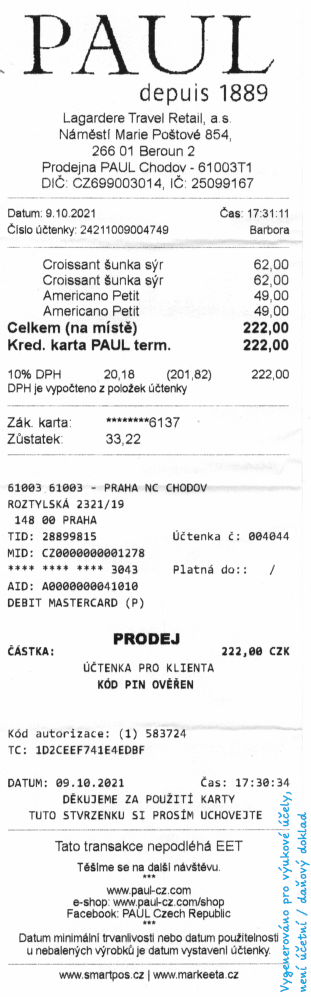 PAUL
depuis 1889
Lagardere Travel Retail, a.s.
Náměstí Marie Poštové 854,
266 01 Beroun 2
Prodejna PAUL Chodov - 61003T1
DIČ: CZ699003014, IČ: 25099167
Datum: 9.10.2021 Čas: 17:31:11
Číslo účtenky: 24211009004749 Barbora
Croissant šunka sýr 62,00
Croissant šunka sýr 62,00
Americano Petit 49,00
Americano Petit 49,00
Celkem (na místě) 222,00
Kred. karta PAUL term. 222,00
10% DPH 20,18 (201,82) 222,00
DPH je vypočteno z položek účtenky
Zák. karta: ********6137
Zůstatek: 33,22
61003 61003 - PRAHA NC CHODOV
ROZTYLSKÁ 2321/19
148 00 PRAHA
TID: 28899815 Účtenka č: 004044
MID: CZ0000000001278
**** **** **** 3043 Platná do:: /
AID: A0000000041010
DEBIT MASTERCARD (P)
PRODEJ
ČÁSTKA: 222,00 CZK
ÚČTENKA PRO KLIENTA
KÓD PIN OVĚŘEN
Kód autorizace: (1) 583724
TC: 1D2CEEF741E4EDBF
DATUM: 09.10.2021 Čas: 17:30:34
DĚKUJEME ZA POUŽITÍ KARTY
TUTO STVRZENKU SI PROSÍM UCHOVEJTE
Tato transakce nepodléhá EET
Těšíme se na další návštěvu.
***
www.paul-cz.com
e-shop: www.paul-cz.com/shop
Facebook: PAUL Czech Republic
***
Datum minimální trvanlivosti nebo datum použitelnosti
u nebalených výrobků je datum vystavení účtenky.
www.smartpos.cz | www.markeeta.cz
Vygenerováno pro výukové účely,
není účetní / daňový doklad